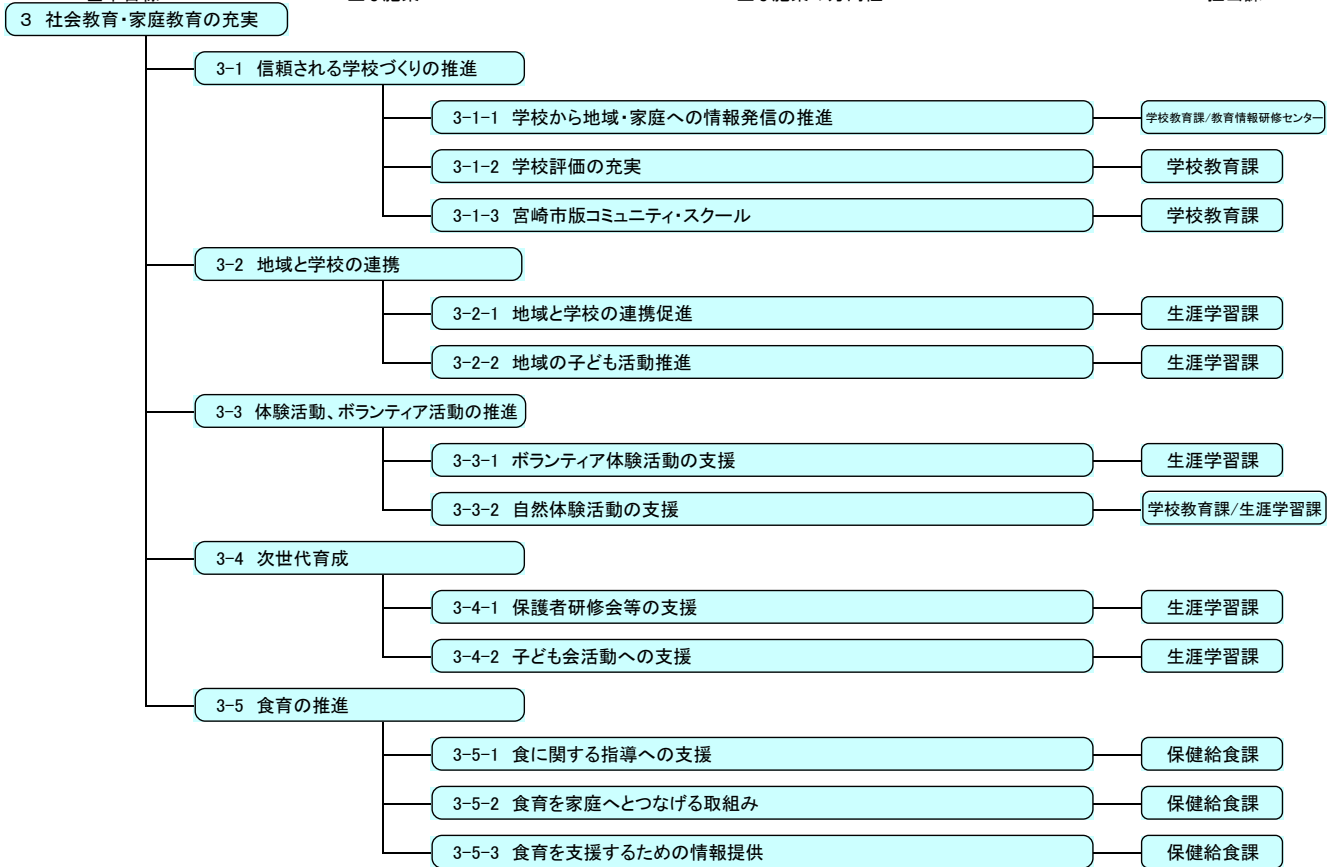 3 社会教育・家庭教育の充実
3-1 信頼される学校づくりの推進
3-1-1 学校から地域・家庭への情報発信の推進 学校教育課/教育情報研修センター
3-1-2 学校評価の充実 学校教育課
3-1-3 宮崎市版コミュニティ・スクール 学校教育課
3-2 地域と学校の連携
3-2-1 地域と学校の連携促進 生涯学習課
3-2-2 地域の子ども活動推進 生涯学習課
3-3 体験活動、ボランティア活動の推進
3-3-1 ボランティア体験活動の支援 生涯学習課
3-3-2 自然体験活動の支援 学校教育課/生涯学習課
3-4 次世代育成
3-4-1 保護者研修会等の支援 生涯学習課
3-4-2 子ども会活動への支援 生涯学習課
3-5 食育の推進
3-5-1 食に関する指導への支援 保健給食課
3-5-2 食育を家庭へとつなげる取組み 保健給食課
3-5-3 食育を支援するための情報提供 保健給食課